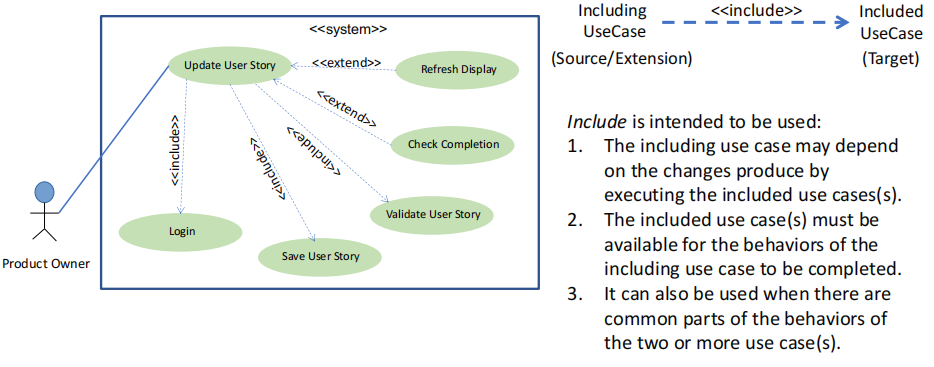 <<system>>
Update User Story
<<extend>>
Refresh Display
<<extend>>
Check Completion
<<include>>
<<include>>
<<include>>
Validate User Story
Login
Save User Story
Product Owner
Including
UseCase
(Source/Extension)
<<include>>
Included
UseCase
(Target)
Include is intended to be used:
1. The including use case may depend
on the changes produce by
executing the included use cases(s).
2. The included use case(s) must be
available for the behaviors of the
including use case to be completed.
3. It can also be used when there are
common parts of the behaviors of
the two or more use case(s).